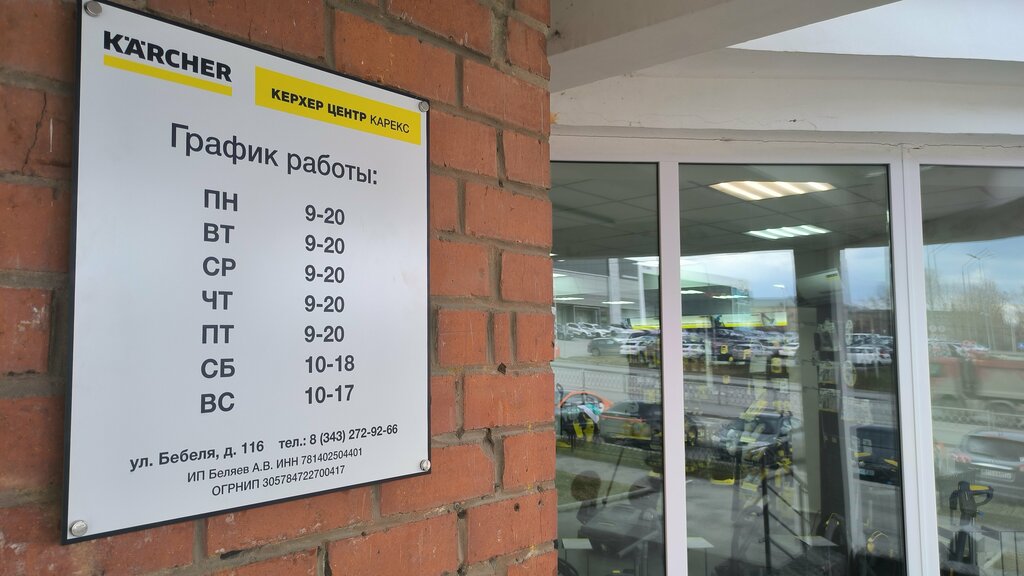 KÄRCHER
КЕРХЕР ЦЕНТР КАРЕКС
График работы:
ПН 9-20
ВТ 9-20
СР 9-20
ЧТ 9-20
ПТ 9-20
СБ 10-18
ВС 10-17
ул. Бебеля, д. 116 тел.: 8 (343) 272-92-66
ИП Беляев А.В. ИНН 781402504401
ОГРНИП 305784722700417